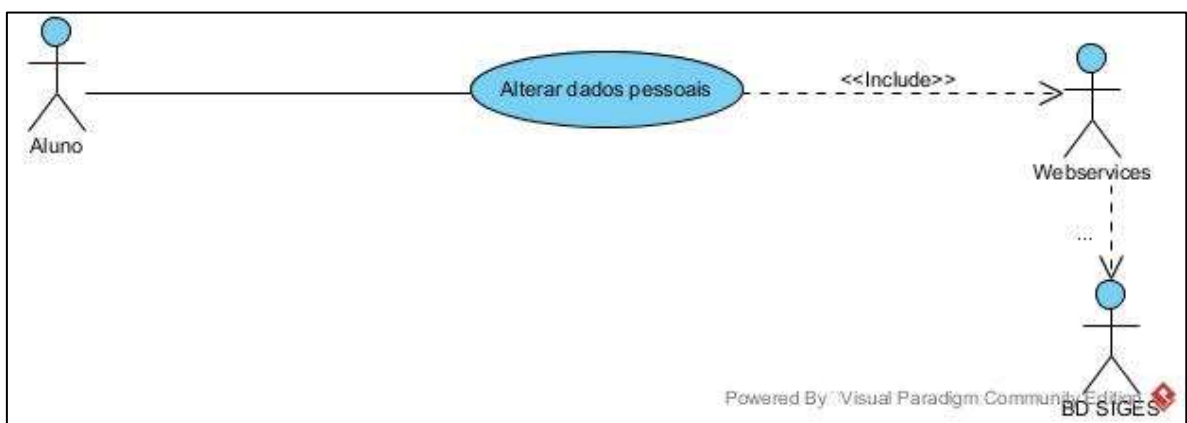 Aluno
Alterar dados pessoais
<<Include>>
Webservices
...
Powered By Visual Paradigm Community Edition
BD SIGES